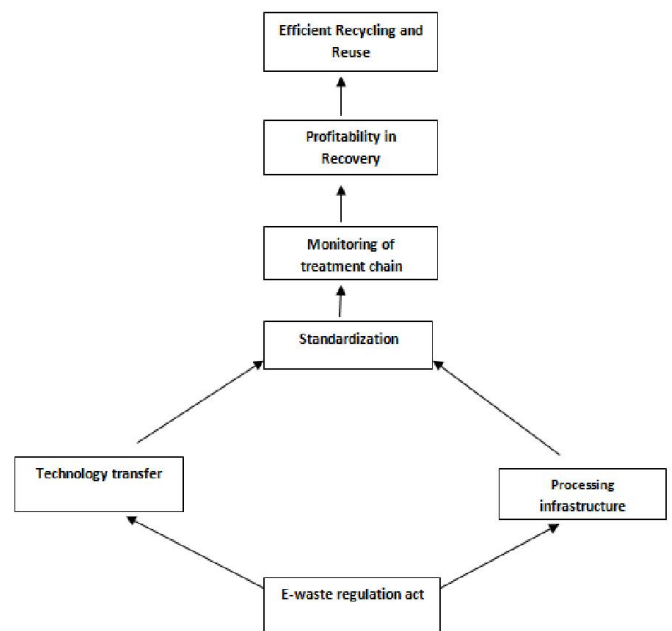 Efficient Recycling and
Reuse
Profitability in
Recovery
Monitoring of
treatment chain
Standardization
Technology transfer
Processing
infrastructure
E-waste regulation act